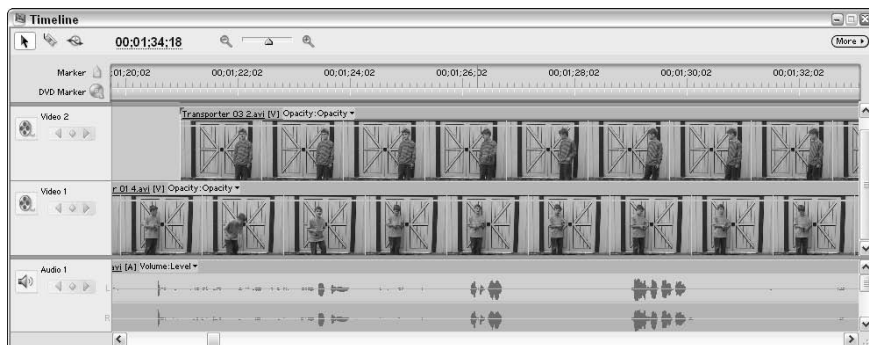 Timeline
00;01;34;18
More
Marker
:01;20;02 00;01;22;02 00;01;24;02 00;01;26;02 00;01;28;02 00;01;30;02 00;01;32;02
DVD Marker
Video 2
Transporter 03 2.avi [V] Opacity:Opacity
Video 1
r 01 4.avi [V] Opacity:Opacity
Audio 1
avi [A] Volume:Level
L
R